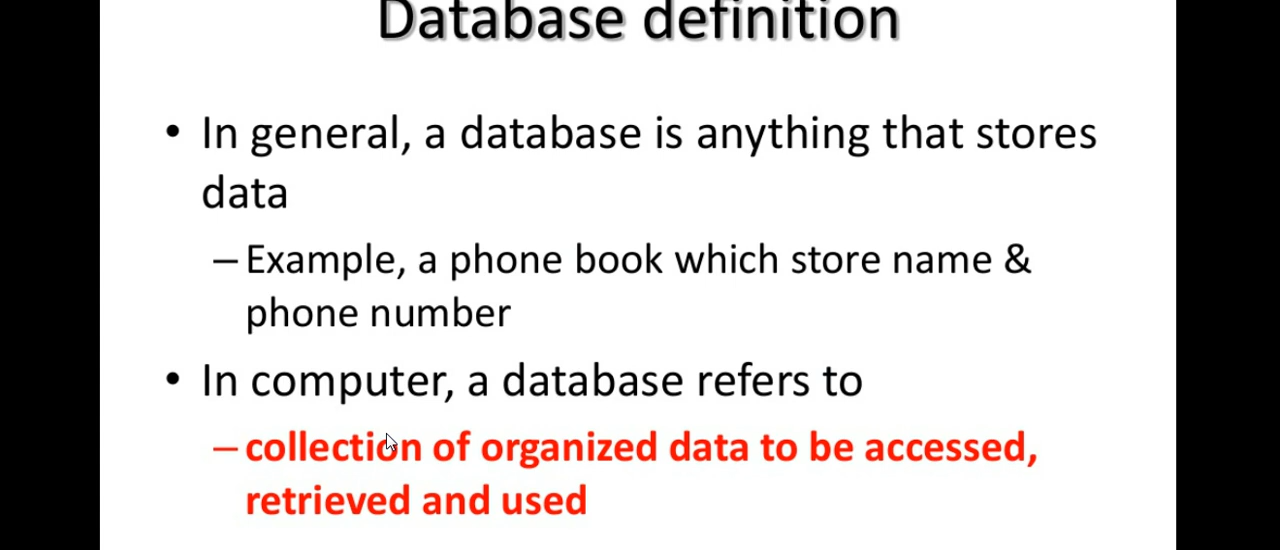 Database definition
• In general, a database is anything that stores
data
– Example, a phone book which store name &
phone number
• In computer, a database refers to
– collection of organized data to be accessed,
retrieved and used